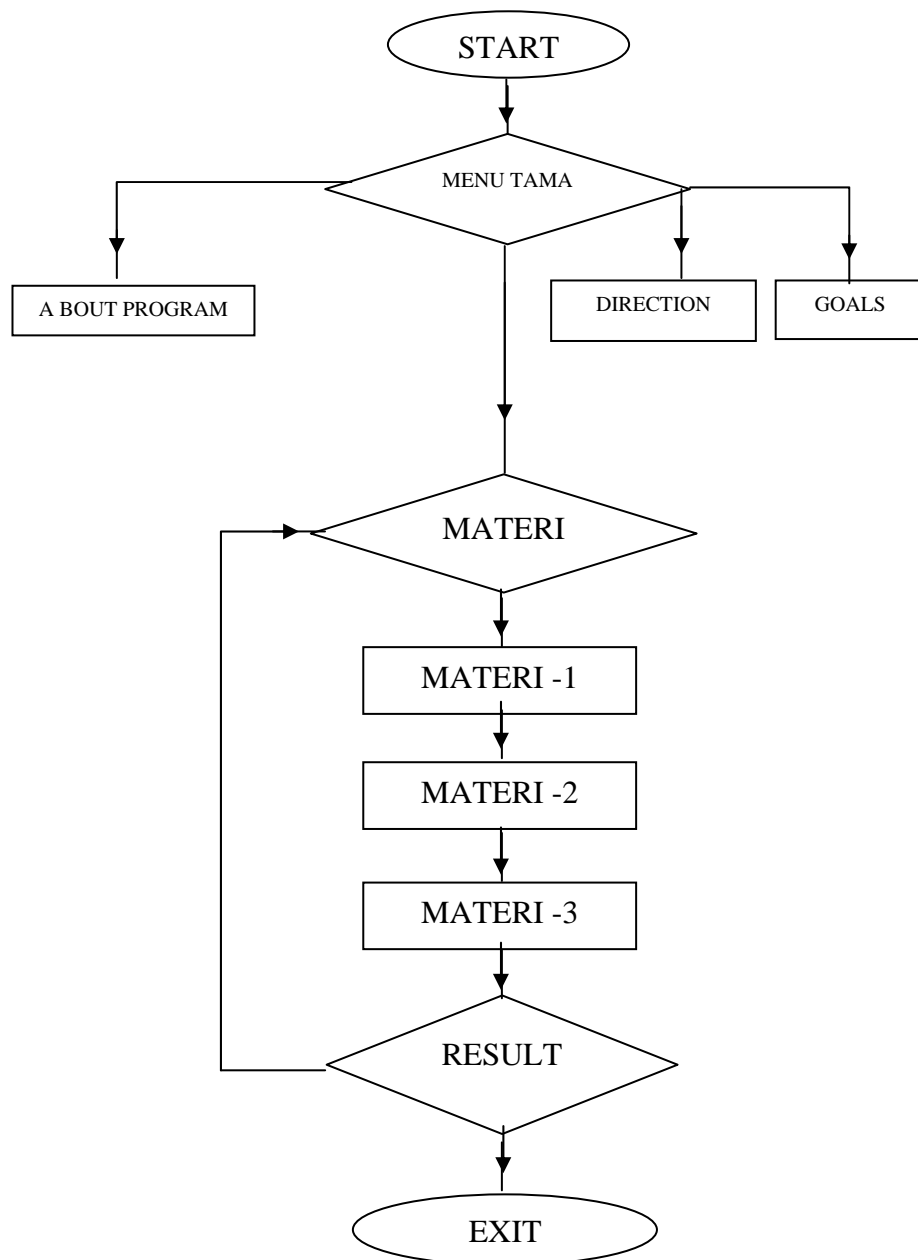 START
MENU TAMA
A BOUT PROGRAM
DIRECTION
GOALS
MATERI
MATERI -1
MATERI -2
MATERI -3
RESULT
EXIT